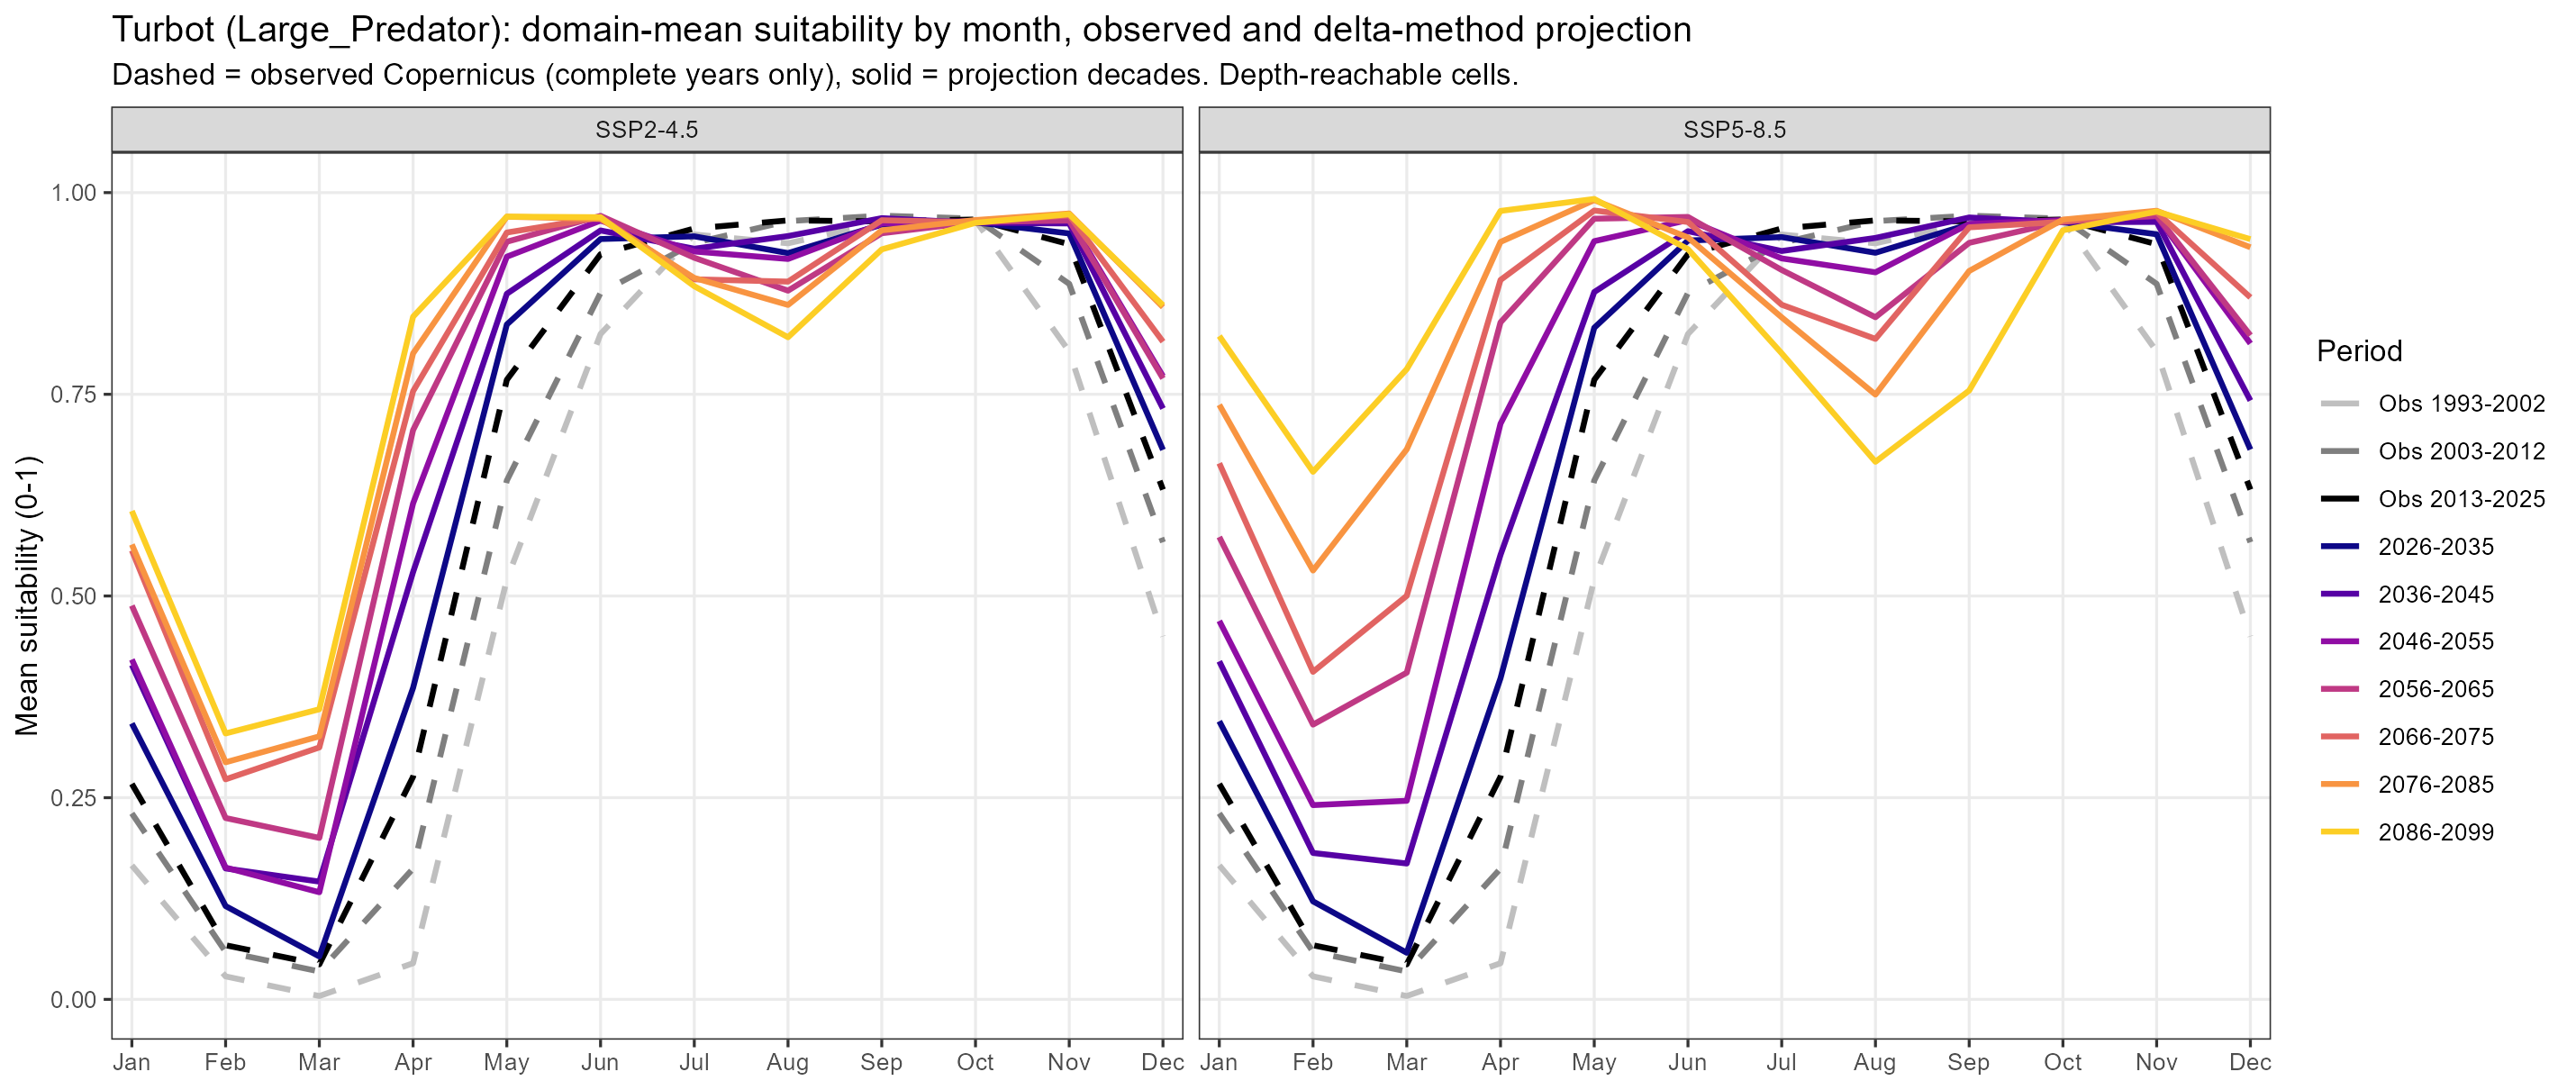 Turbot (Large_Predator): domain-mean suitability by month, observed and delta-method projection
Dashed = observed Copernicus (complete years only), solid = projection decades. Depth-reachable cells.
SSP2-4.5
SSP5-8.5
Mean suitability (0-1)
1.00
0.75
0.50
0.25
0.00
Jan Feb Mar Apr May Jun Jul Aug Sep Oct Nov Dec
Jan Feb Mar Apr May Jun Jul Aug Sep Oct Nov Dec
Period
Obs 1993-2002
Obs 2003-2012
Obs 2013-2025
2026-2035
2036-2045
2046-2055
2056-2065
2066-2075
2076-2085
2086-2099